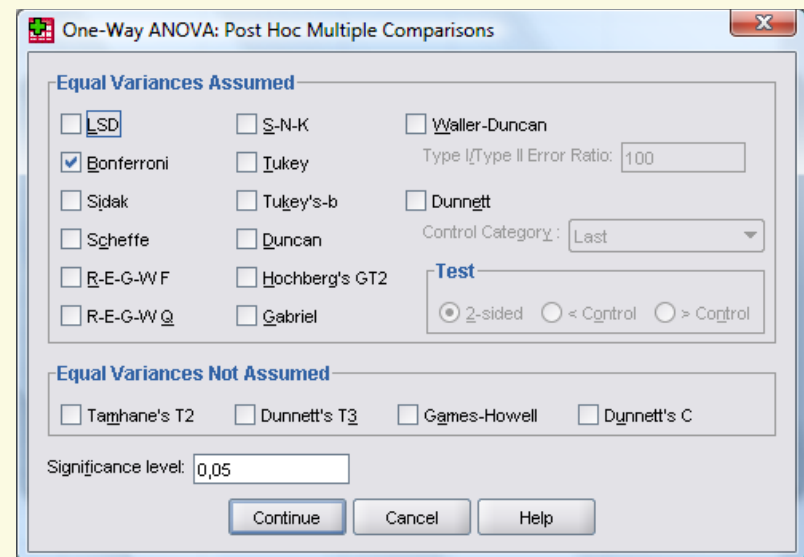 One-Way ANOVA: Post Hoc Multiple Comparisons
Equal Variances Assumed
LSD
S-N-K
Waller-Duncan
Bonferroni
Tukey
Type I/Type II Error Ratio: 100
Sidak
Tukey's-b
Dunnett
Scheffe
Duncan
Control Category : Last
R-E-G-W F
Hochberg's GT2
Test
R-E-G-W Q
Gabriel
2-sided
< Control
> Control
Equal Variances Not Assumed
Tamhane's T2
Dunnett's T3
Games-Howell
Dunnett's C
Significance level: 0,05
Continue
Cancel
Help